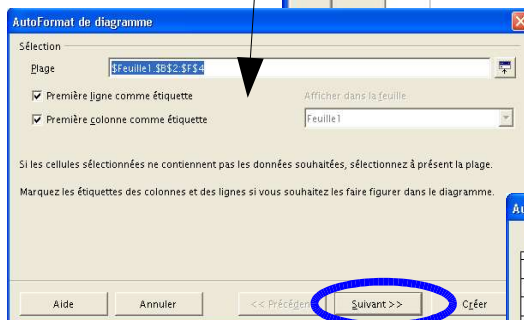 AutoFormat de diagramme
Sélection
Plage $Feuille1.$B$2:$F$4
Première ligne comme étiquette Afficher dans la feuille
Première colonne comme étiquette Feuille1
Si les cellules sélectionnées ne contiennent pas les données souhaitées, sélectionnez à présent la plage.
Marquez les étiquettes des colonnes et des lignes si vous souhaitez les faire figurer dans le diagramme.
Au
Aide Annuler << Précédent Suivant >> Créer